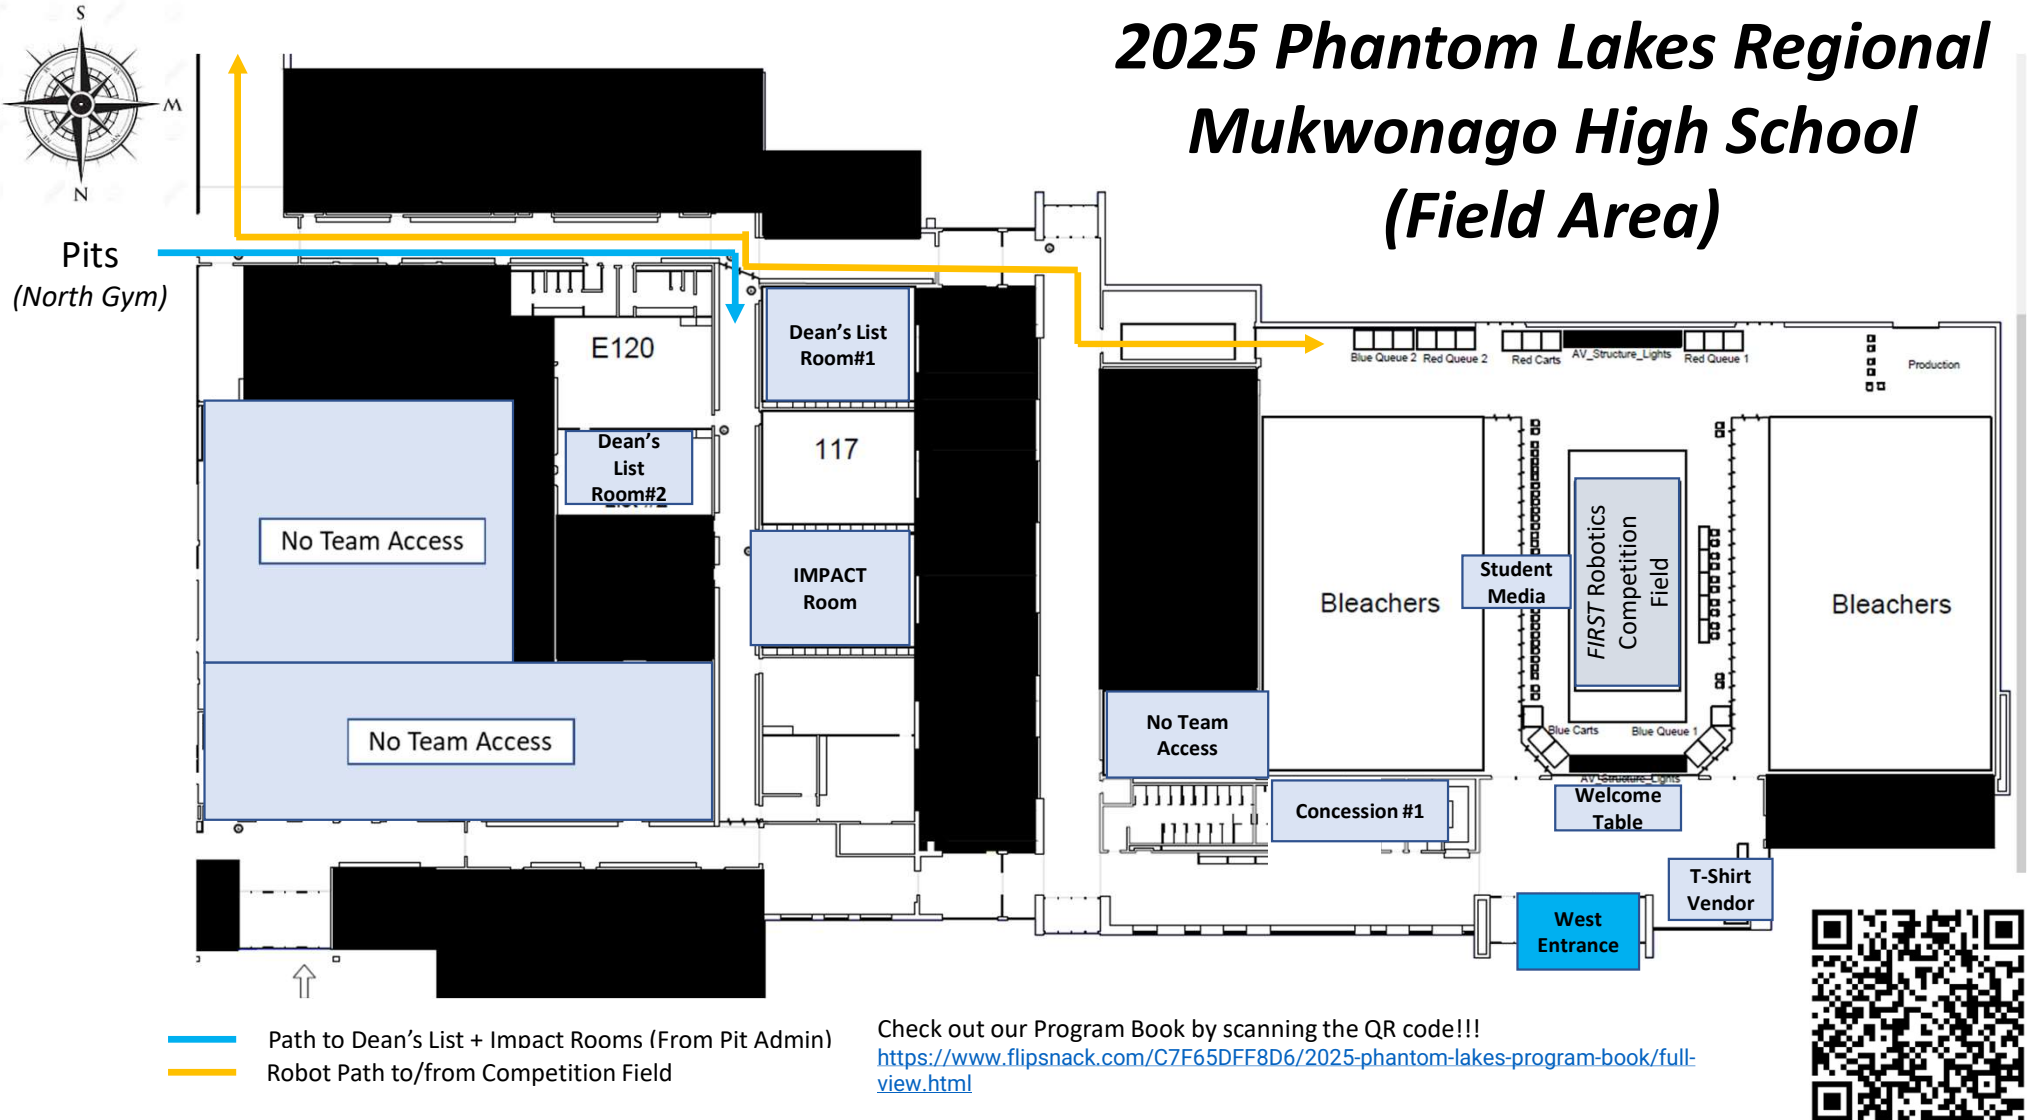 S
M
N
2025 Phantom Lakes Regional
Mukwonago High School
(Field Area)
Pits
(North Gym)
E120
Dean's List
Room#1
Dean's
List
Room#2
117
IMPACT
Room
No Team Access
No Team Access
No Team
Access
Blue Queue 2
Red Queue 2
Red Carts
AV_Structure_Lights
Red Queue 1
Production
Bleachers
Student
Media
FIRST Robotics
Competition
Field
Bleachers
Blue Carts
Blue Queue 1
AV_Structure_Lights
Welcome
Table
Concession #1
T-Shirt
Vendor
West
Entrance
Path to Dean's List + Impact Rooms (From Pit Admin)
Robot Path to/from Competition Field
Check out our Program Book by scanning the QR code!!!
https://www.flipsnack.com/C7F65DFF8D6/2025-phantom-lakes-program-book/full-
view.html